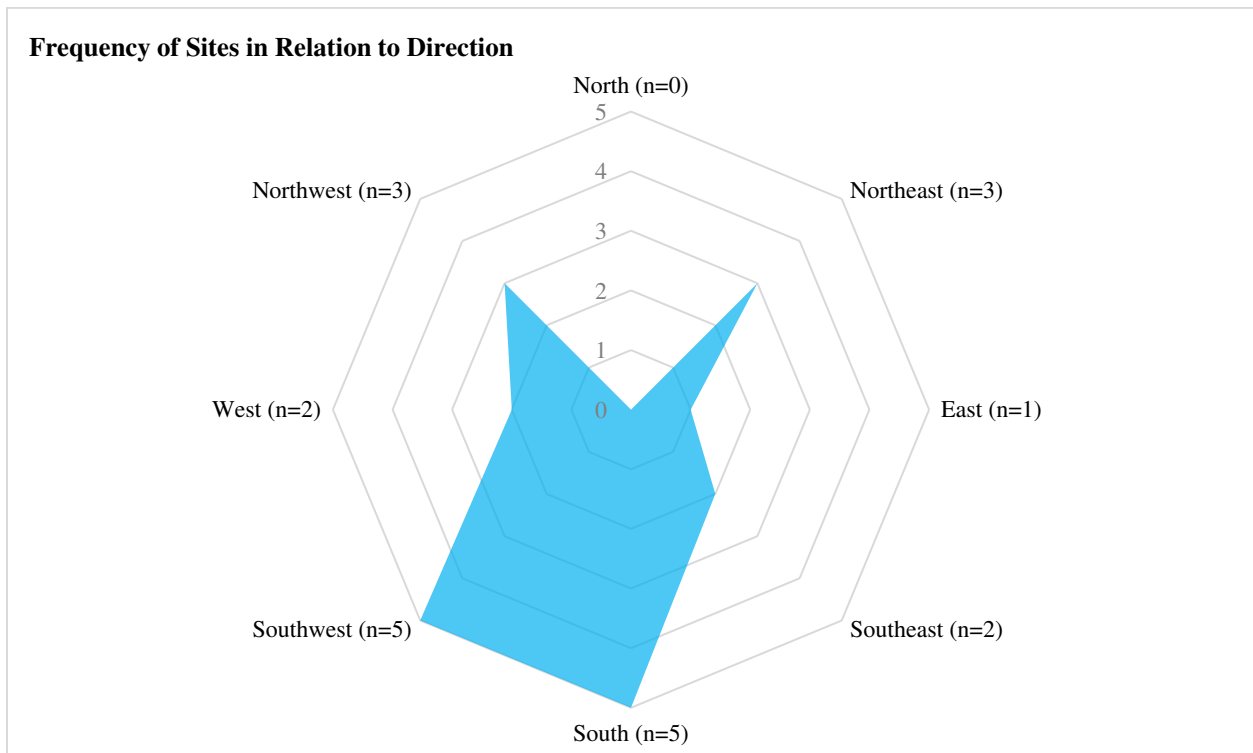 Frequency of Sites in Relation to Direction
North (n=0)
5
Northwest (n=3)
Northeast (n=3)
4
3
2
1
West (n=2)
0
East (n=1)
Southwest (n=5)
Southeast (n=2)
South (n=5)